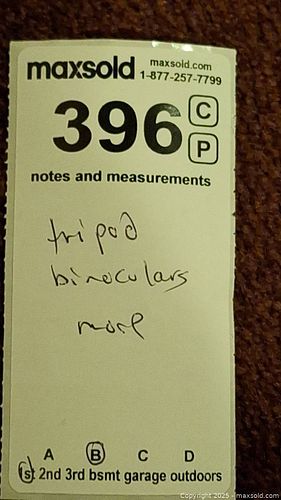 maxsold maxsold.com
1-877-257-7799
396 C
P
notes and measurements
tripod
binoculars
more
A B C D
1st 2nd 3rd bsmt garage outdoors
Copyright 2025 - maxsold.com